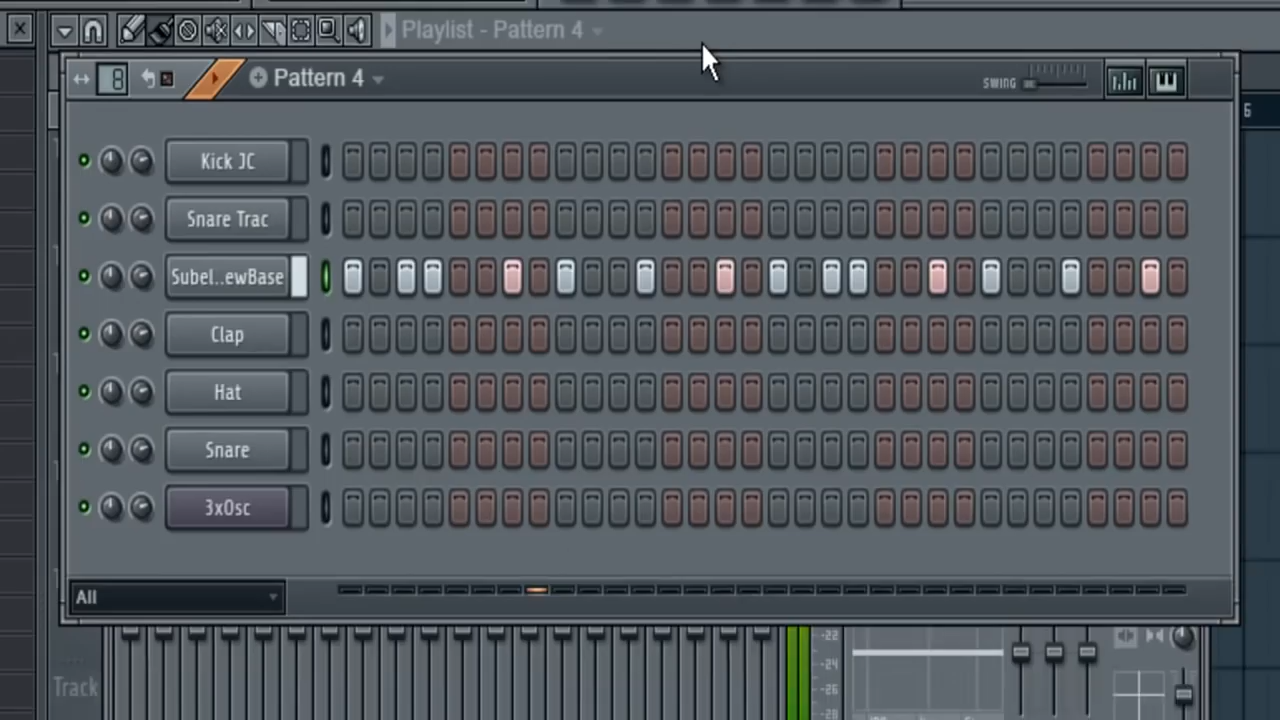 Playlist - Pattern 4
Pattern 4
SWING
6
Kick JC
Snare Trac
Subel..ewBase
Clap
Hat
Snare
3xOsc
All
Track
-22
-24
-26
-28